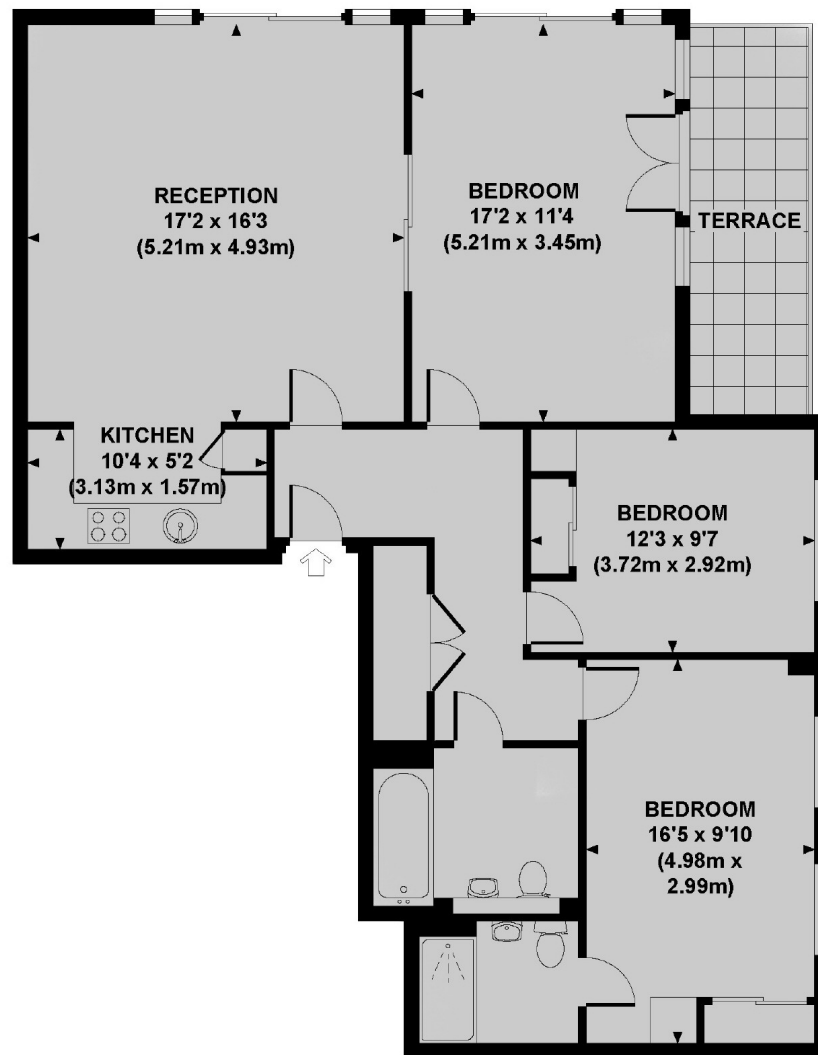 RECEPTION
17'2 x 16'3
(5.21m x 4.93m)
BEDROOM
17'2 x 11'4
(5.21m x 3.45m)
TERRACE
KITCHEN
10'4 x 5'2
(3.13m x 1.57m)
BEDROOM
12'3 x 9'7
(3.72m x 2.92m)
BEDROOM
16'5 x 9'10
(4.98m x
2.99m)